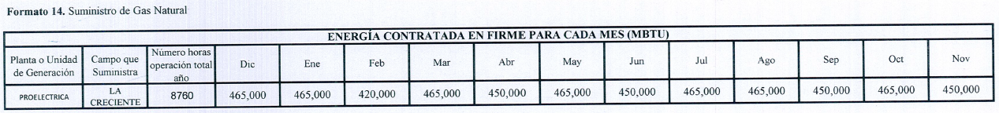 Formato 14. Suministro de Gas Natural
ENERGÍA CONTRATADA EN FIRME PARA CADA MES (MBTU)
Planta o Unidad de Generación Campo que Suministra Número horas operación total año Dic Ene Feb Mar Abr May Jun Jul Ago Sep Oct Nov
PROELECTRICA LA CRECIENTE 8760 465,000 465,000 420,000 465,000 450,000 465,000 450,000 465,000 465,000 450,000 465,000 450,000